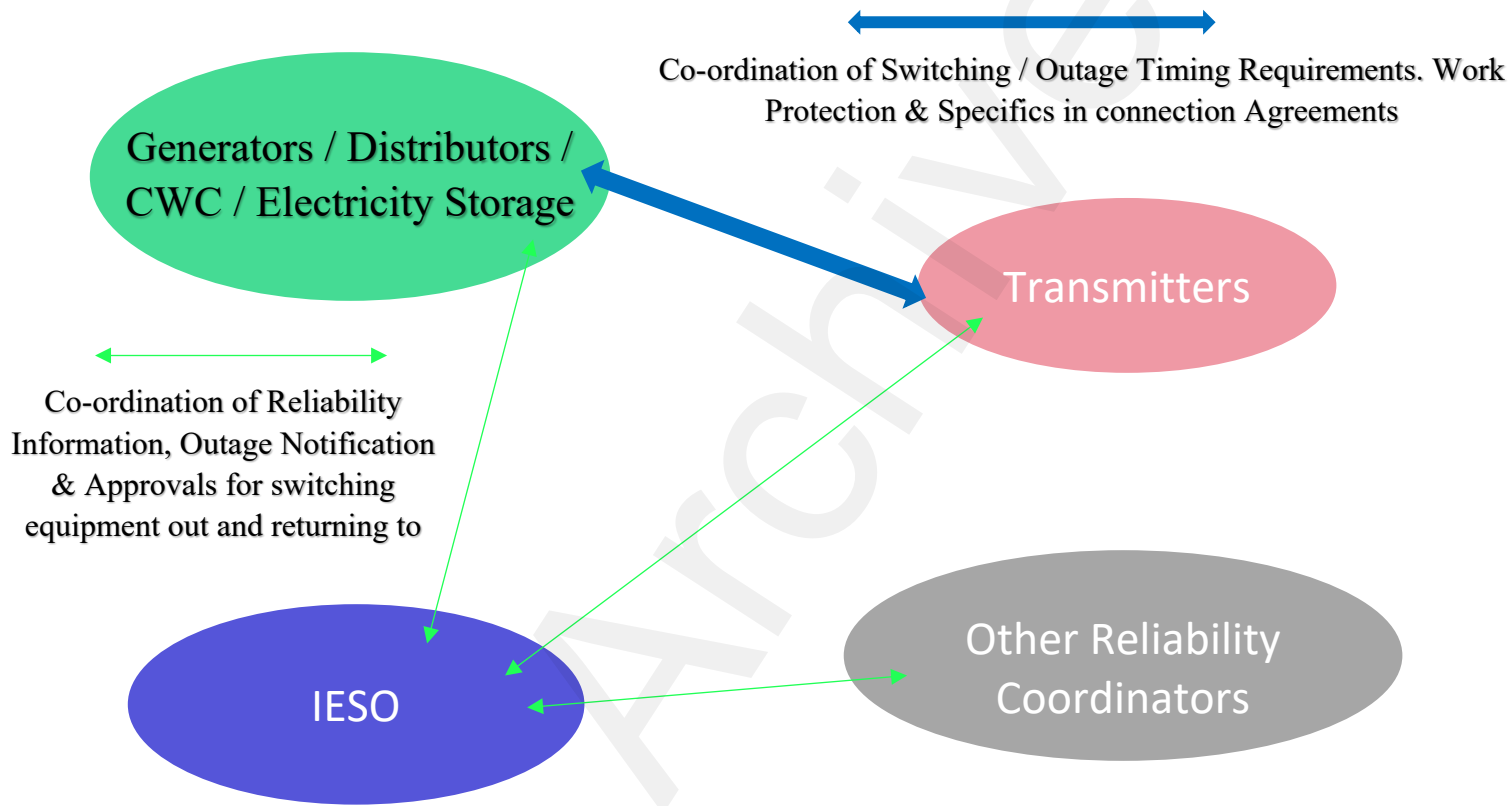 Co-ordination of Switching / Outage Timing Requirements. Work
Protection & Specifics in connection Agreements
Generators / Distributors /
CWC / Electricity Storage
Transmitters
Co-ordination of Reliability
Information, Outage Notification
& Approvals for switching
equipment out and returning to
Other Reliability
Coordinators
IESO
Archive